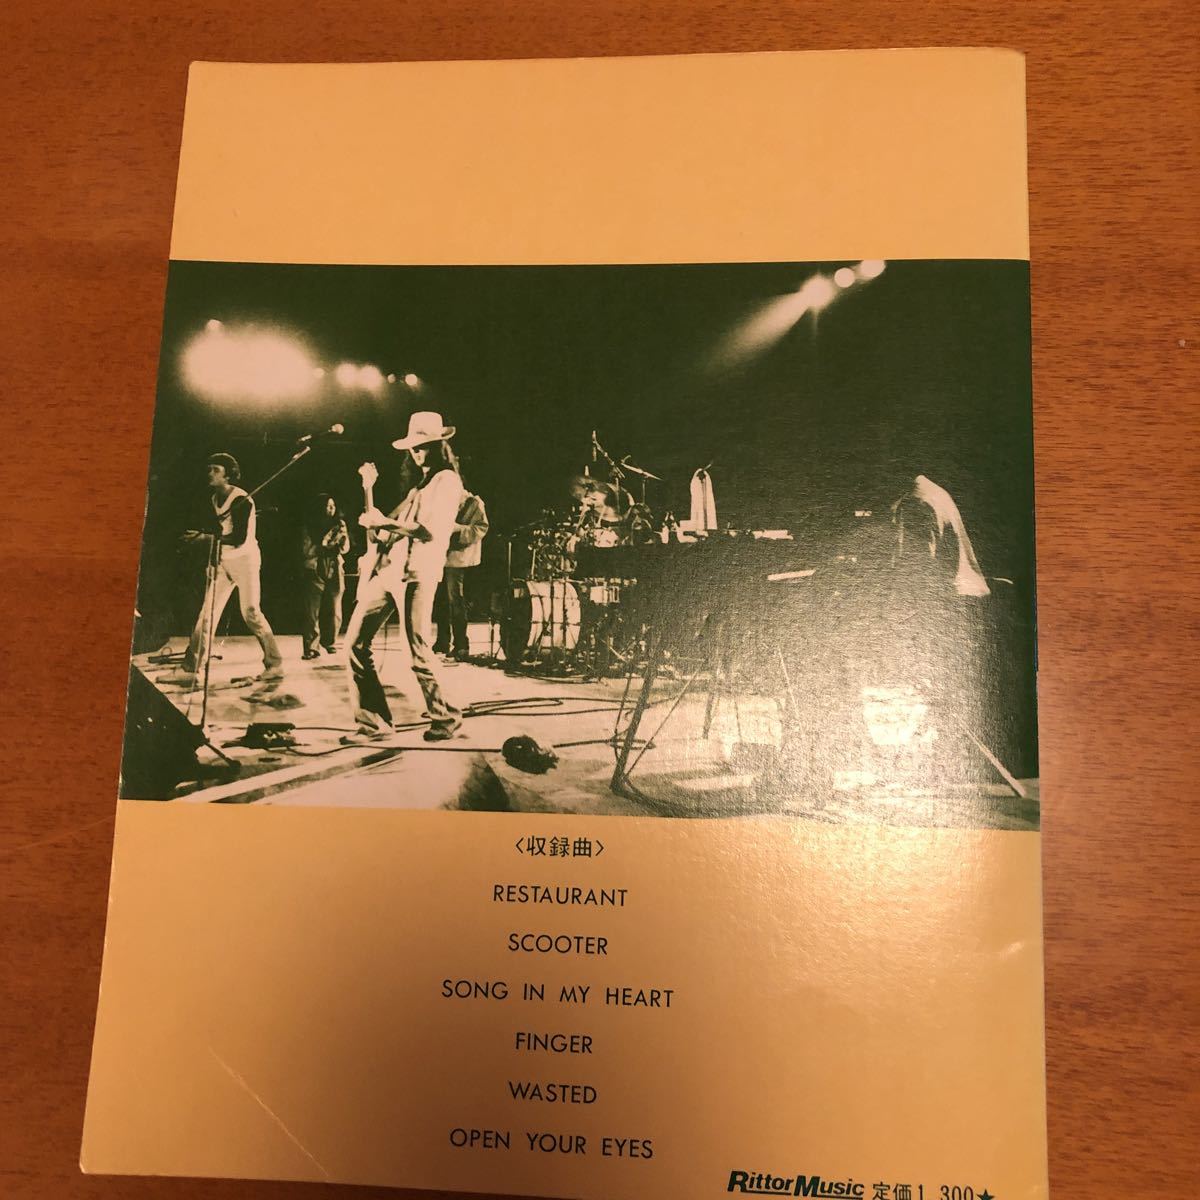 〈収録曲〉
RESTAURANT
SCOOTER
SONG IN MY HEART
FINGER
WASTED
OPEN YOUR EYES
RittorMusic 定価1,300★